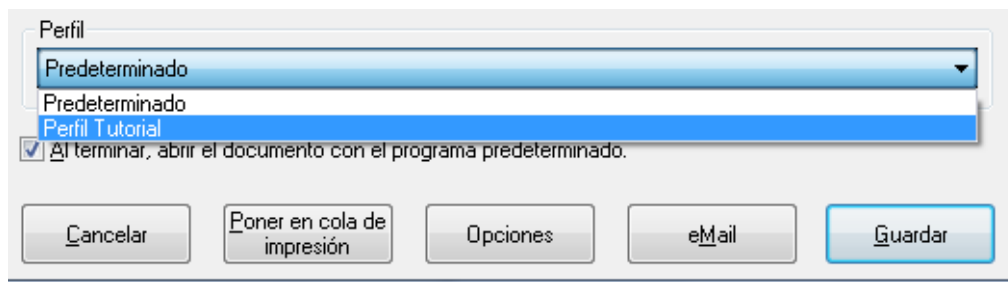 Perfil
Predeterminado
Predeterminado
Perfil Tutorial
Al terminar, abrir el documento con el programa predeterminado.
Cancelar
Poner en cola de
impresión
Opciones
eMail
Guardar